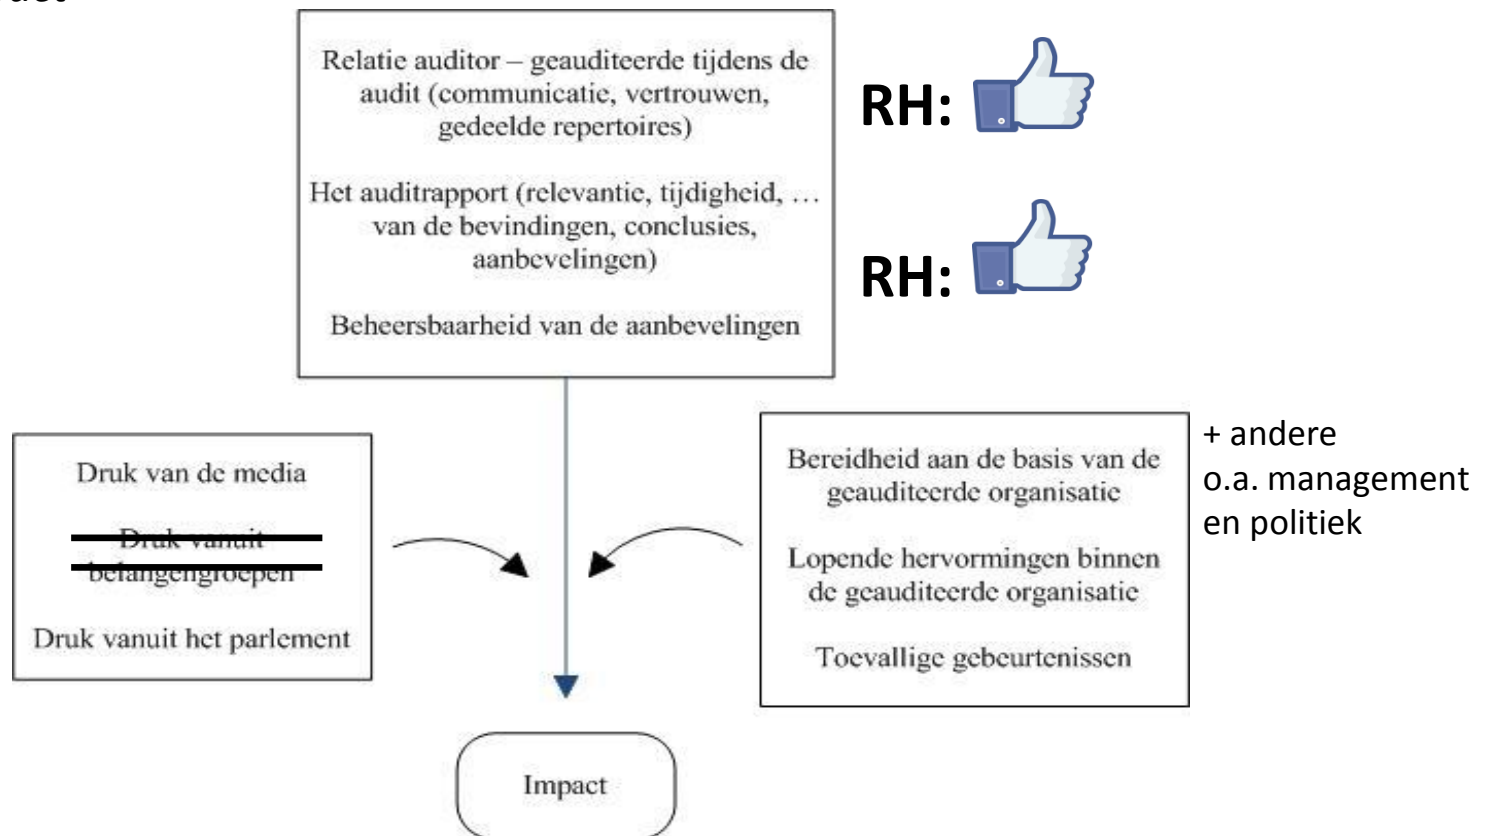 Relatie auditor – geauditeerde tijdens de
audit (communicatie, vertrouwen,
gedeelde repertoires)
Het auditrapport (relevantie, tijdigheid, …
van de bevindingen, conclusies,
aanbevelingen)
Beheersbaarheid van de aanbevelingen
RH:
RH:
Druk van de media
Druk vanuit
belangengroepen
Druk vanuit het parlement
Bereidheid aan de basis van de
geauditeerde organisatie
Lopende hervormingen binnen
de geauditeerde organisatie
Toevallige gebeurtenissen
+ andere
o.a. management
en politiek
Impact